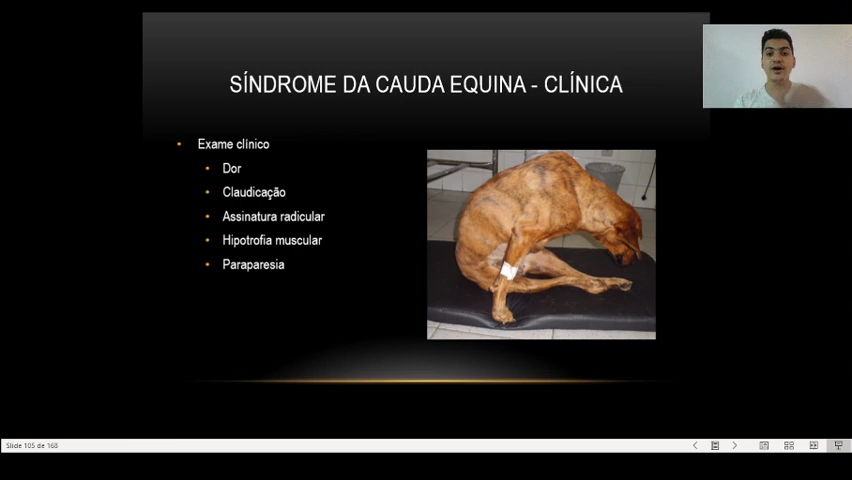 SÍNDROME DA CAUDA EQUINA - CLÍNICA
• Exame clínico
• Dor
• Claudicação
• Assinatura radicular
• Hipotrofia muscular
• Paraparesia
Slide 105 de 168